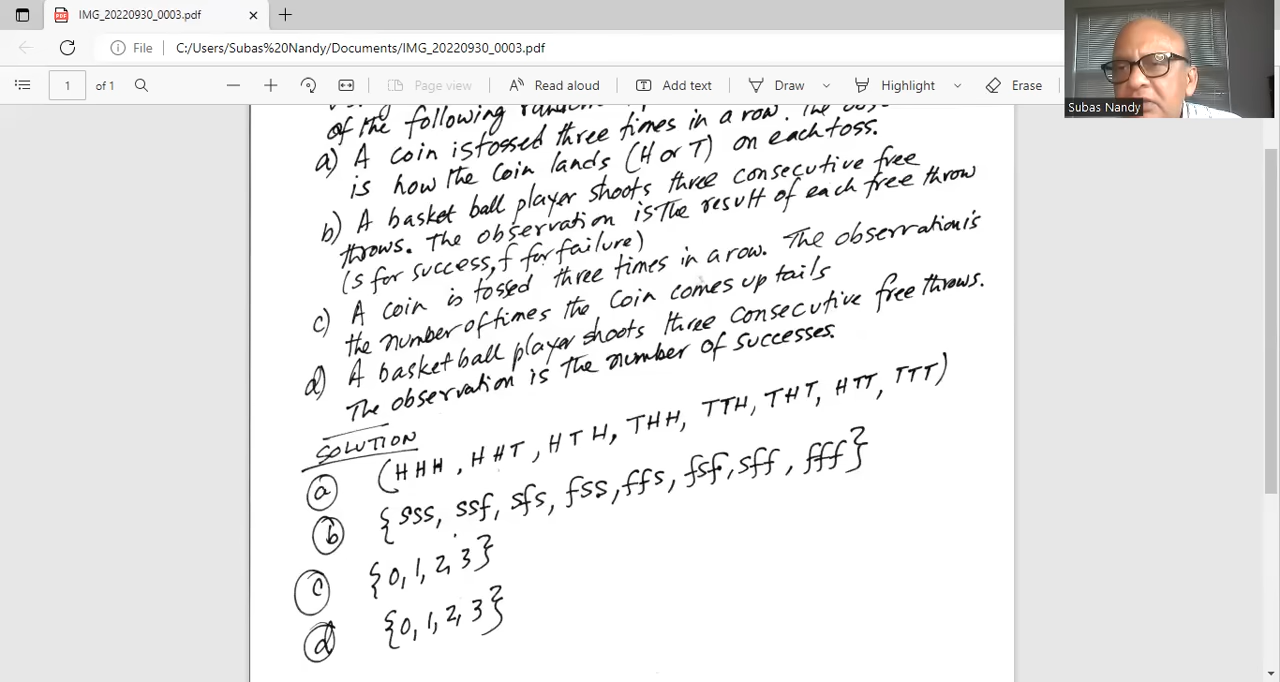 IMG_20220930_0003.pdf
File C:/Users/Subas%20Nandy/Documents/IMG_20220930_0003.pdf
1 of 1 Page view Read aloud Add text Draw Highlight Erase
Subas Nandy
of the following
a) A coin is tossed three times in a row. The
is how the coin lands (H or T) on each toss.
b) A basket ball player shoots three consecutive free
throws. The observation is the result of each free throw
(s for success, f for failure)
c) A coin is tossed three times in a row. The observation is
the number of times the coin comes up tails
d) A basket ball player shoots three consecutive free throws.
The observation is the number of successes.
SOLUTION
a (HHH, HHT, HTH, THH, TTH, THT, HTT, TTT)
b {sss, ssf, sfs, fss, ffs, fsf, sff, fff}
c {0, 1, 2, 3}
d {0, 1, 2, 3}